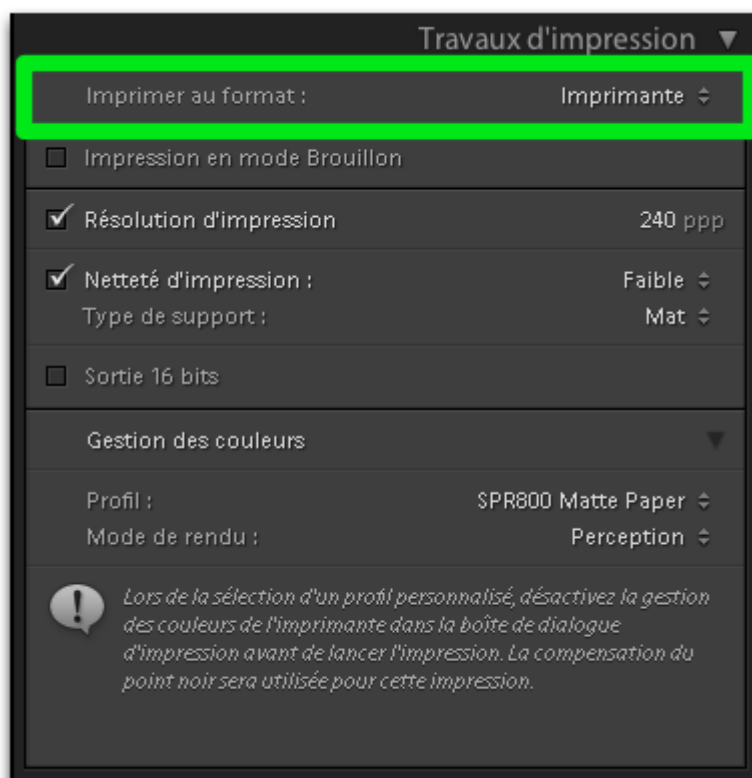 Travaux d'impression
Imprimer au format : Imprimante
Impression en mode Brouillon
Résolution d'impression 240 ppp
Netteté d'impression : Faible
Type de support : Mat
Sortie 16 bits
Gestion des couleurs
Profil : SPR800 Matte Paper
Mode de rendu : Perception
Lors de la sélection d'un profil personnalisé, désactivez la gestion
des couleurs de l'imprimante dans la boîte de dialogue
d'impression avant de lancer l'impression. La compensation du
point noir sera utilisée pour cette impression.